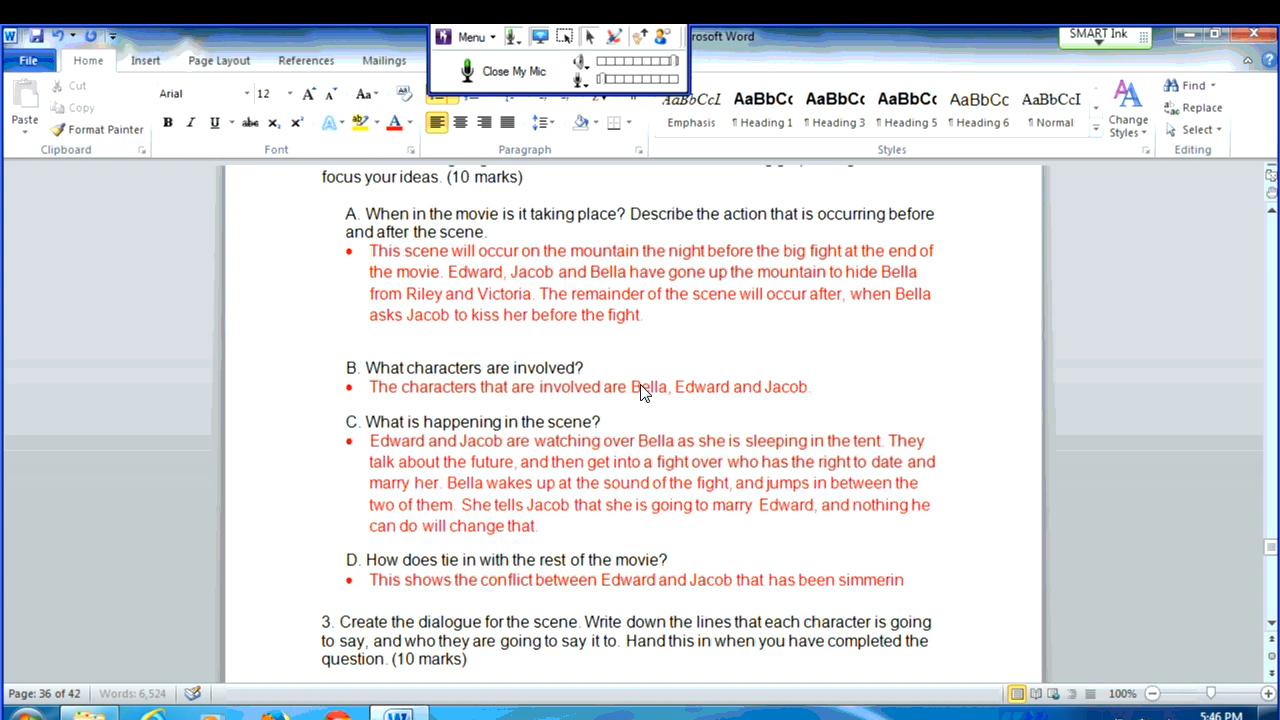 Menu
rosoft Word
SMART Ink
File Home Insert Page Layout References Mailings
Close My Mic
Cut
Copy
Paste
Format Painter
Arial 12
AaBbCcI AaBbCc AaBbCc AaBbCc AaBbCc AaBbCcI
Emphasis ¶ Heading 1 ¶ Heading 3 ¶ Heading 5 ¶ Heading 6 ¶ Normal
Change
Styles
Find
Replace
Select
Clipboard Font Paragraph Styles Editing
focus your ideas. (10 marks)
A. When in the movie is it taking place? Describe the action that is occurring before
and after the scene.
• This scene will occur on the mountain the night before the big fight at the end of
the movie. Edward, Jacob and Bella have gone up the mountain to hide Bella
from Riley and Victoria. The remainder of the scene will occur after, when Bella
asks Jacob to kiss her before the fight.
B. What characters are involved?
• The characters that are involved are Bella, Edward and Jacob.
C. What is happening in the scene?
• Edward and Jacob are watching over Bella as she is sleeping in the tent. They
talk about the future, and then get into a fight over who has the right to date and
marry her. Bella wakes up at the sound of the fight, and jumps in between the
two of them. She tells Jacob that she is going to marry Edward, and nothing he
can do will change that.
D. How does tie in with the rest of the movie?
• This shows the conflict between Edward and Jacob that has been simmerin
3. Create the dialogue for the scene. Write down the lines that each character is going
to say, and who they are going to say it to. Hand this in when you have completed the
question. (10 marks)
Page: 36 of 42 Words: 6,524 100%
5:46 PM